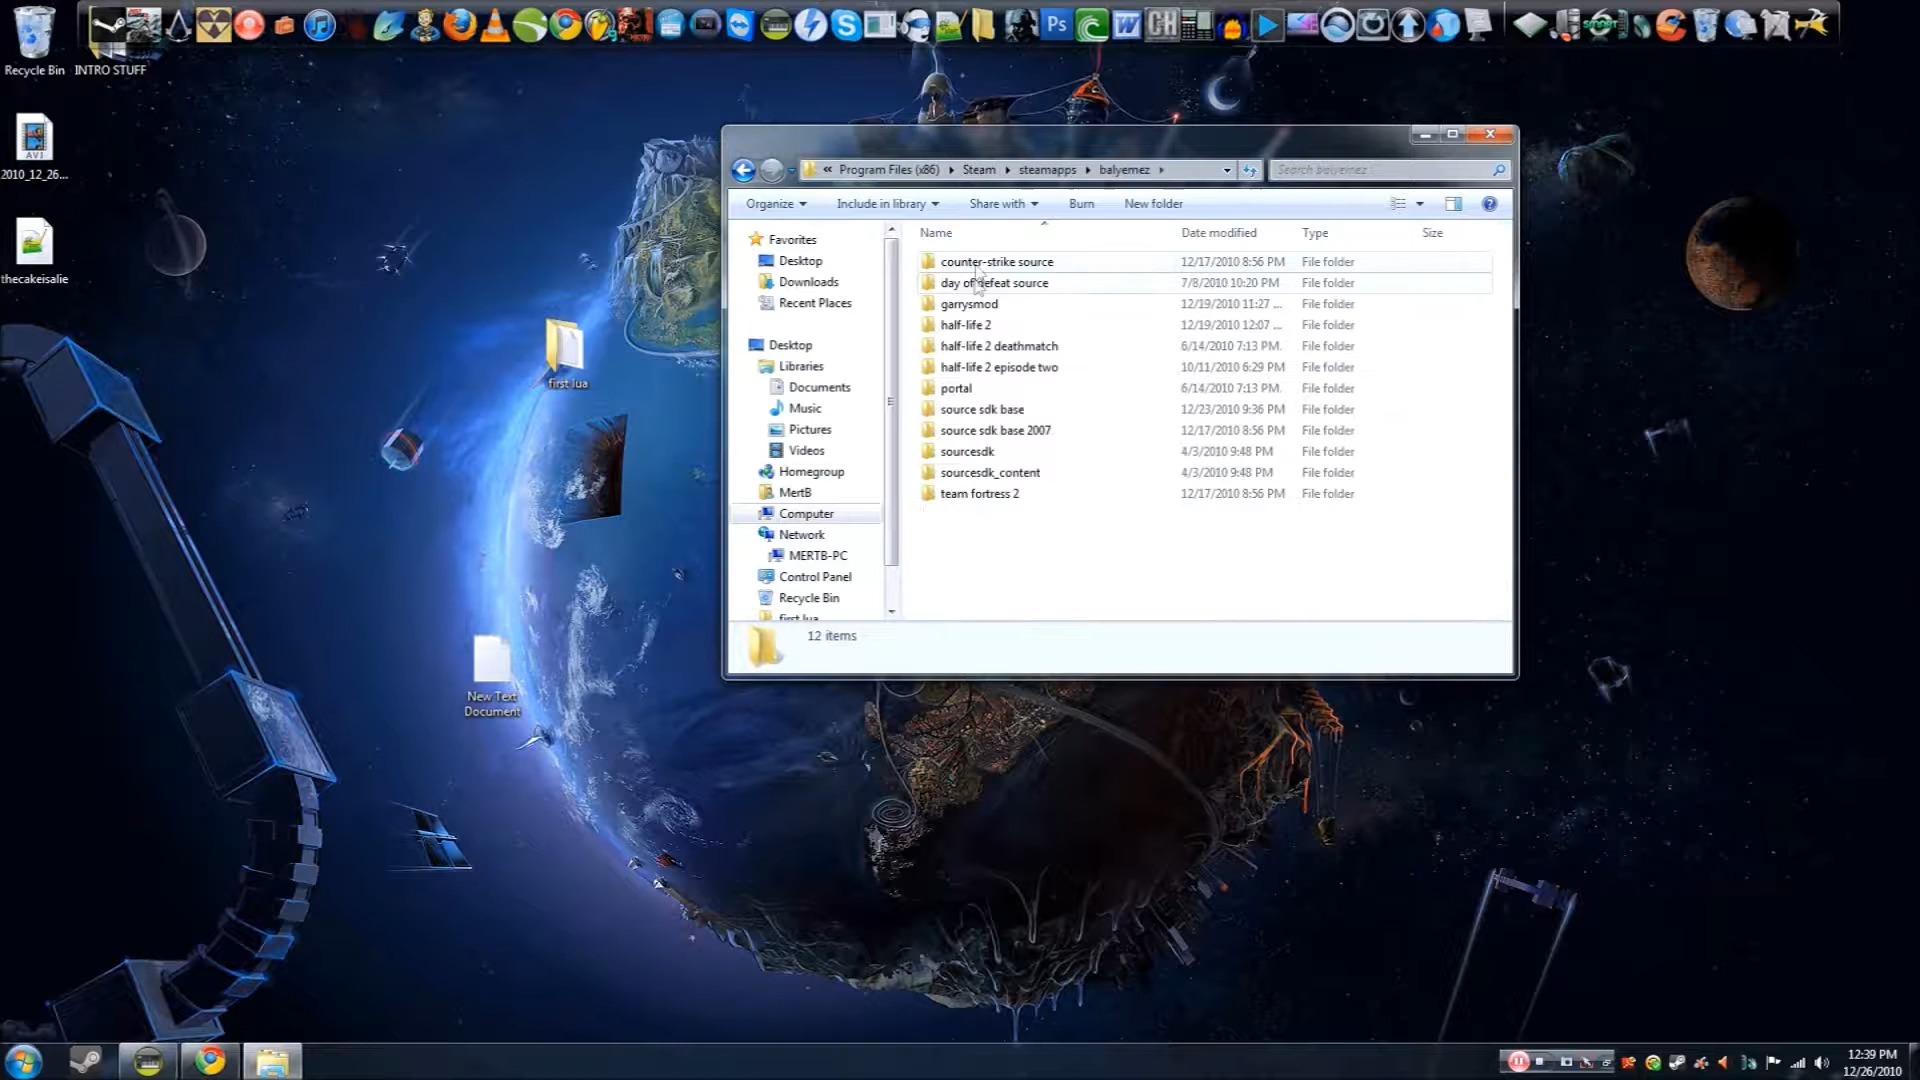 Recycle Bin
INTRO STUFF
Ps
W
CH
SMART
AVI
2010_12_26...
thecakeisalie
first lua
New Text
Document
« Program Files (x86) Steam steamapps balyemez
Search balyemez
Organize Include in library Share with Burn New folder
Name Date modified Type Size
Favorites
Desktop
Downloads
Recent Places
Desktop
Libraries
Documents
Music
Pictures
Videos
Homegroup
MertB
Computer
Network
MERTB-PC
Control Panel
Recycle Bin
first lua
counter-strike source 12/17/2010 8:56 PM File folder
day of defeat source 7/8/2010 10:20 PM File folder
garrysmod 12/19/2010 11:27 ... File folder
half-life 2 12/19/2010 12:07 ... File folder
half-life 2 deathmatch 6/14/2010 7:13 PM File folder
half-life 2 episode two 10/11/2010 6:29 PM File folder
portal 6/14/2010 7:13 PM File folder
source sdk base 12/23/2010 9:36 PM File folder
source sdk base 2007 12/17/2010 8:56 PM File folder
sourcesdk 4/3/2010 9:48 PM File folder
sourcesdk_content 4/3/2010 9:48 PM File folder
team fortress 2 12/17/2010 8:56 PM File folder
12 items
12:39 PM
12/26/2010